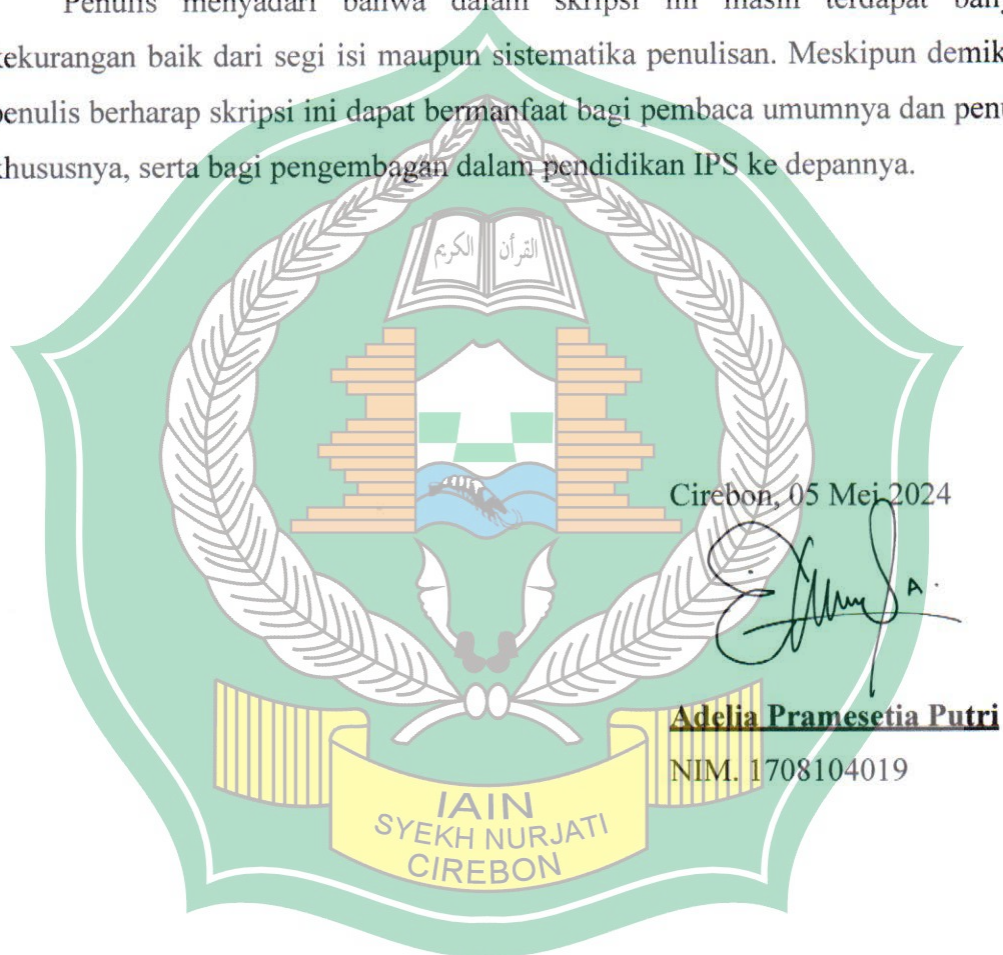 Penulis menyadari bahwa dalam skripsi ini masih terdapat
kekurangan baik dari segi isi maupun sistematika penulisan. Meskipun
penulis berharap skripsi ini dapat bermanfaat bagi pembaca umumnya dan
khususnya, serta bagi pengembagan dalam pendidikan IPS ke depannya.
القرآن الكريم
Cirebon, 05 Mei 2024
Adelia Pramesetia Putri
NIM. 1708104019
IAIN
SYEKH NURJATI
CIREBON